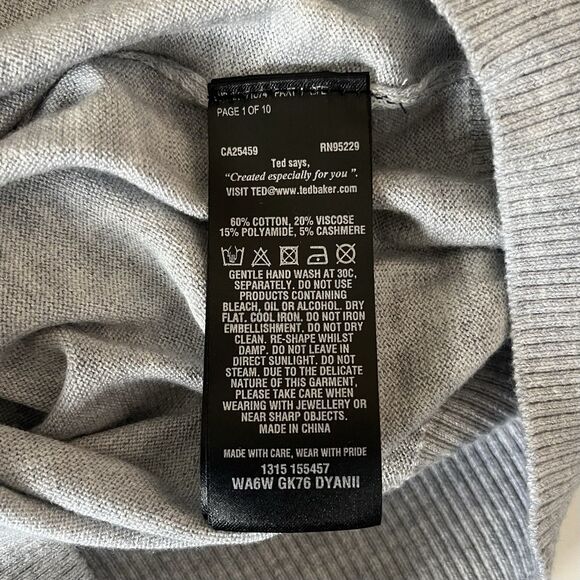 PAGE 1 OF 10
CA25459 RN95229
Ted says,
“Created especially for you ”.
VISIT TED@www.tedbaker.com
60% COTTON, 20% VISCOSE
15% POLYAMIDE, 5% CASHMERE
GENTLE HAND WASH AT 30C,
SEPARATELY. DO NOT USE
PRODUCTS CONTAINING
BLEACH, OIL OR ALCOHOL. DRY
FLAT. COOL IRON. DO NOT IRON
EMBELLISHMENT. DO NOT DRY
CLEAN. RE-SHAPE WHILST
DAMP. DO NOT LEAVE IN
DIRECT SUNLIGHT. DO NOT
STEAM. DUE TO THE DELICATE
NATURE OF THIS GARMENT,
PLEASE TAKE CARE WHEN
WEARING WITH JEWELLERY OR
NEAR SHARP OBJECTS.
MADE IN CHINA
MADE WITH CARE, WEAR WITH PRIDE
1315 155457
WA6W GK76 DYANII